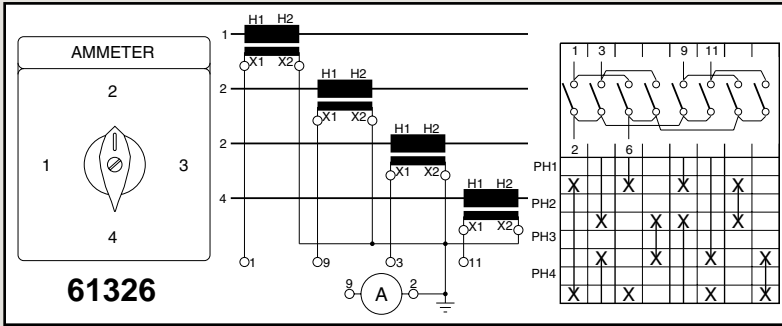 AMMETER
2
1 3
4
61326
H1 H2
1
X1 X2
H1 H2
2
X1 X2
H1 H2
2
X1 X2
H1 H2
4
X1 X2
1 9 3 11
9 A 2
1 3 9 11
2 6
PH1
X X X X
PH2
X X X X
PH3
X X X X
PH4
X X X X